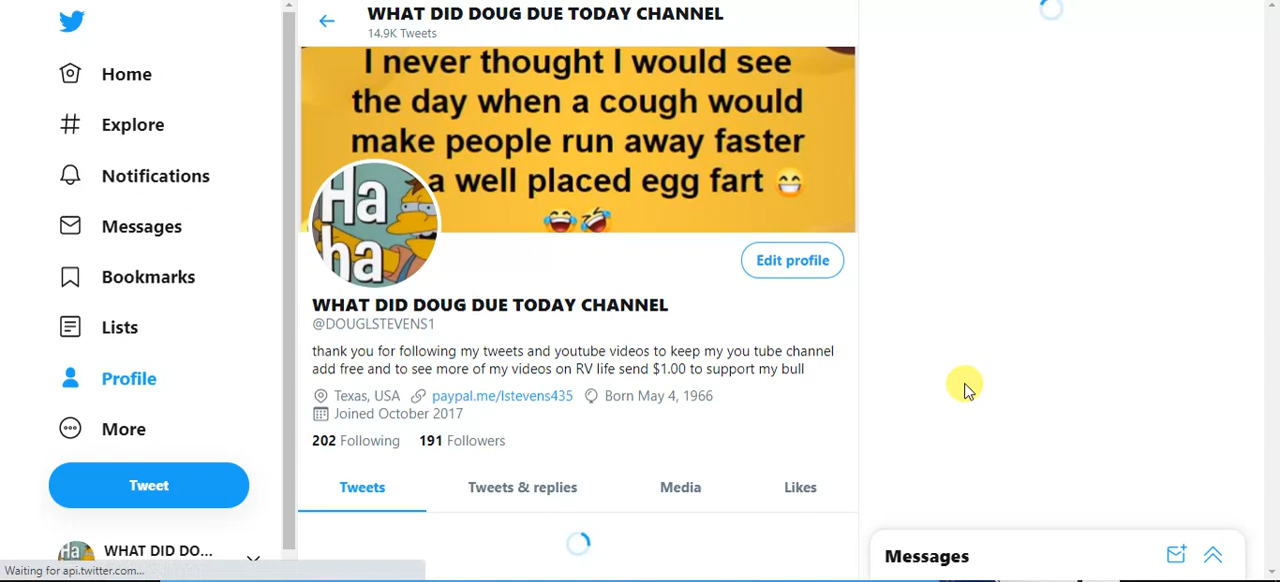 WHAT DID DOUG DUE TODAY CHANNEL
14.9K Tweets
Home
Explore
Notifications
Messages
Bookmarks
Lists
Profile
More
Tweet
WHAT DID DO...
Waiting for api.twitter.com...
I never thought I would see
the day when a cough would
make people run away faster
a well placed egg fart 😁
😂🤣
Ha
ha
Edit profile
WHAT DID DOUG DUE TODAY CHANNEL
@DOUGLSTEVENS1
thank you for following my tweets and youtube videos to keep my you tube channel
add free and to see more of my videos on RV life send $1.00 to support my bull
Texas, USA paypal.me/lstevens435 Born May 4, 1966
Joined October 2017
202 Following 191 Followers
Tweets Tweets & replies Media Likes
Messages